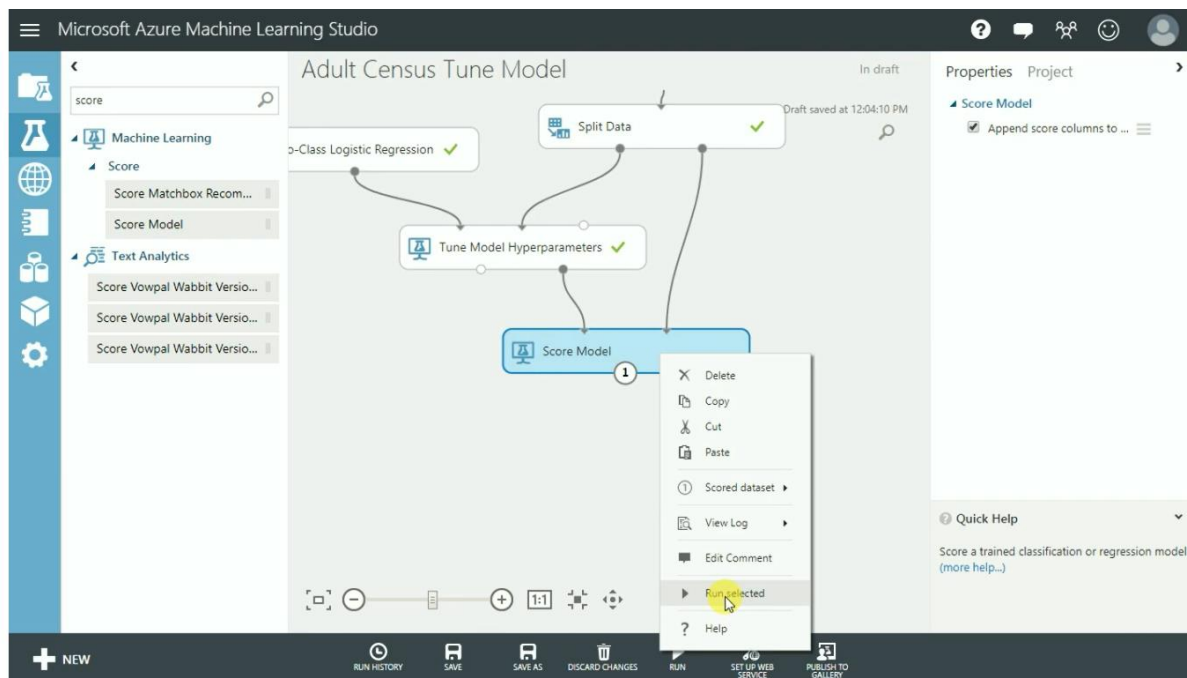 Microsoft Azure Machine Learning Studio
score
Machine Learning
Score
Score Matchbox Recom...
Score Model
Text Analytics
Score Vowpal Wabbit Versio...
Score Vowpal Wabbit Versio...
Score Vowpal Wabbit Versio...
Adult Census Tune Model
In draft
Draft saved at 12:04:10 PM
Split Data
o-Class Logistic Regression
Tune Model Hyperparameters
Score Model
1
Delete
Copy
Cut
Paste
1 Scored dataset
View Log
Edit Comment
Run selected
? Help
1:1
Properties Project
Score Model
Append score columns to ...
Quick Help
Score a trained classification or regression model
(more help...)
NEW
RUN HISTORY
SAVE
SAVE AS
DISCARD CHANGES
RUN
SET UP WEB
SERVICE
PUBLISH TO
GALLERY